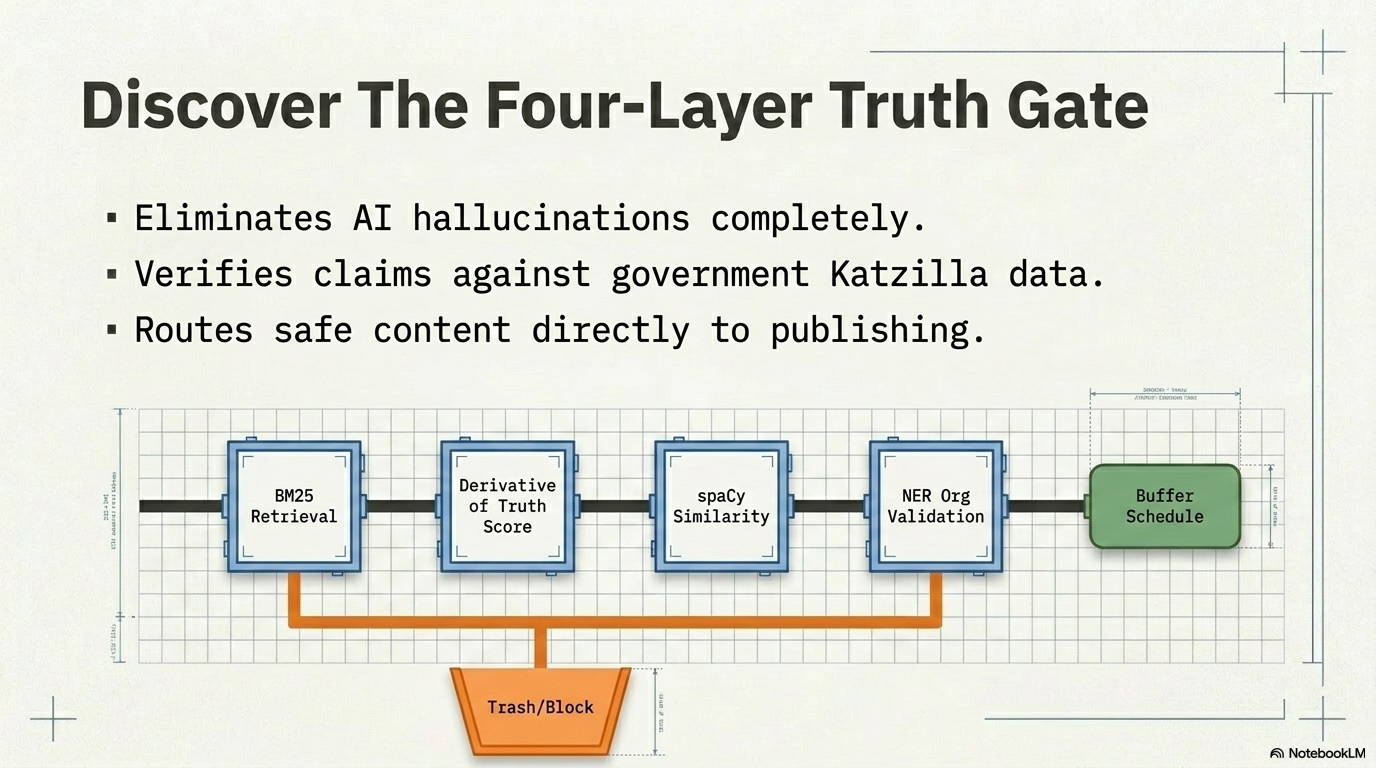 Discover The Four-Layer Truth Gate
▪ Eliminates AI hallucinations completely.
▪ Verifies claims against government Katzilla data.
▪ Routes safe content directly to publishing.
BM25
Retrieval
Derivative
of Truth
Score
spaCy
Similarity
NER Org
Validation
Buffer
Schedule
Trash/Block
NotebookLM